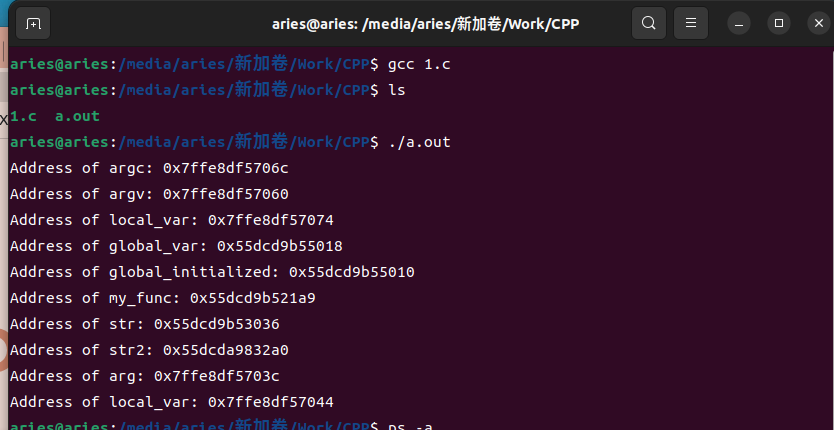 aries@aries: /media/aries/新加卷/Work/CPP
aries@aries:/media/aries/新加卷/Work/CPP$ gcc 1.c
aries@aries:/media/aries/新加卷/Work/CPP$ ls
1.c  a.out
aries@aries:/media/aries/新加卷/Work/CPP$ ./a.out
Address of argc: 0x7ffe8df5706c
Address of argv: 0x7ffe8df57060
Address of local_var: 0x7ffe8df57074
Address of global_var: 0x55dcd9b55018
Address of global_initialized: 0x55dcd9b55010
Address of my_func: 0x55dcd9b521a9
Address of str: 0x55dcd9b53036
Address of str2: 0x55dcda9832a0
Address of arg: 0x7ffe8df5703c
Address of local_var: 0x7ffe8df57044
aries@aries:/media/aries/新加卷/Work/CPP$ ps -a